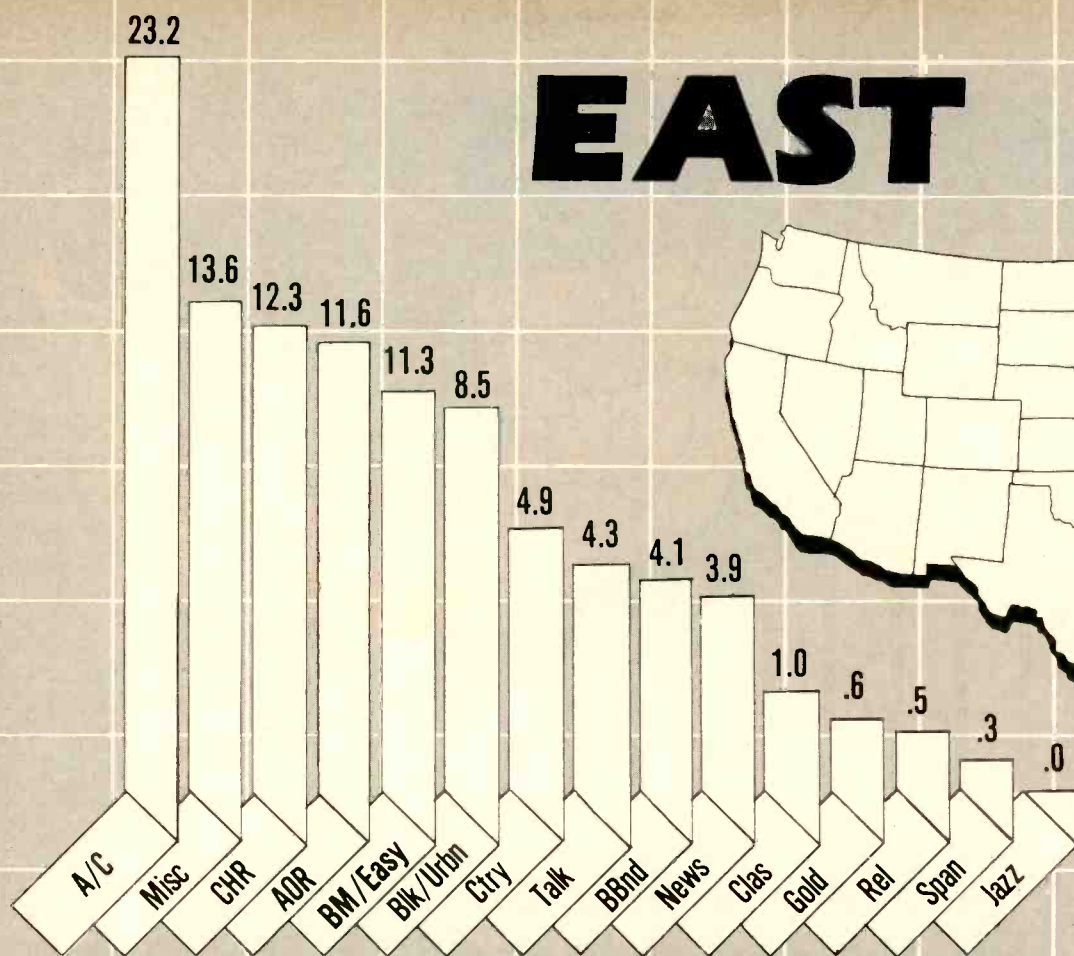 EAST
23.2
13.6
12.3
11.6
11.3
8.5
4.9
4.3
4.1
3.9
1.0
.6
.5
.3
.0
A/C
Misc
CHR
AOR
BM/Easy
Blk/Urbn
Ctry
Talk
BBnd
News
Clas
Gold
Rel
Span
Jazz